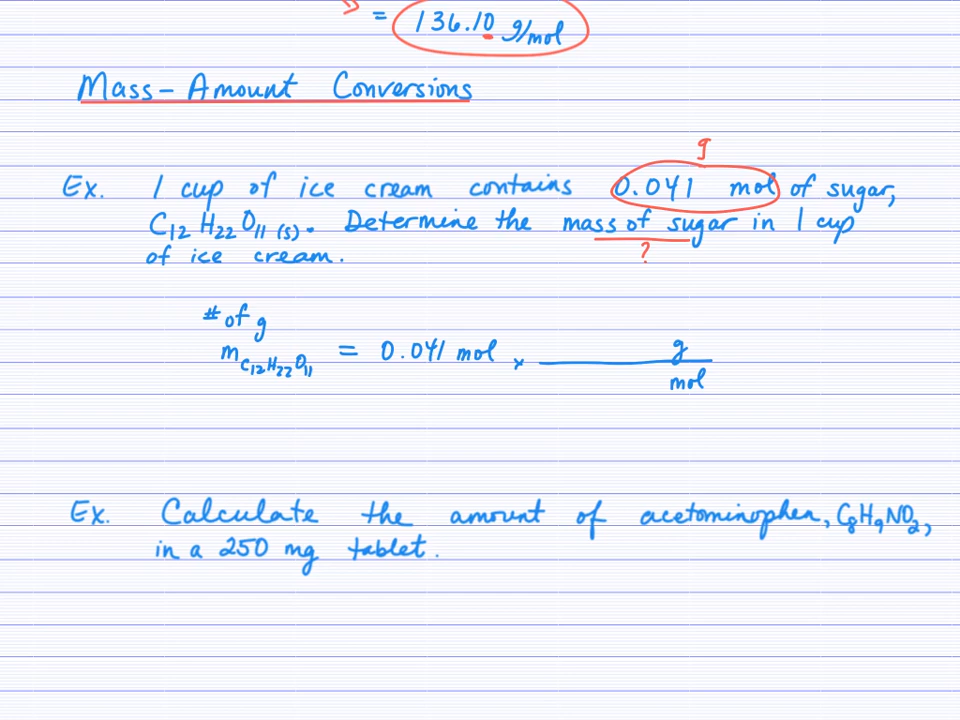 = 136.10 g/mol
Mass-Amount Conversions
g
Ex. 1 cup of ice cream contains 0.041 mol of sugar,
C12H22O11 (s). Determine the mass of sugar in 1 cup
?
of ice cream.
# of g
mC12H22O11 = 0.041 mol × g
mol
Ex. Calculate the amount of acetominophen, C8H9NO2,
in a 250 mg tablet.